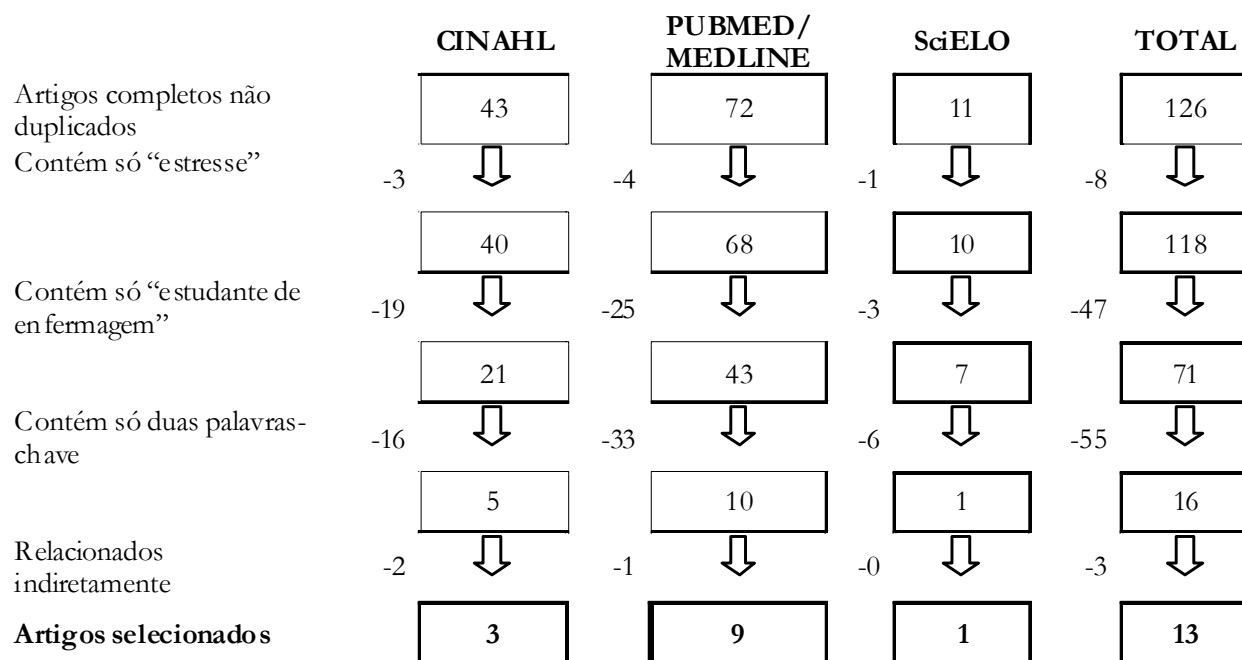 CINAHL PUBMED/ SciELO TOTAL
MEDLINE
Artigos completos não
duplicados
43 72 11 126
Contém só “estresse”
-3 -4 -1 -8
40 68 10 118
Contém só “estudante de
enfermagem”
-19 -25 -3 -47
21 43 7 71
Contém só duas palavras-
chave
-16 -33 -6 -55
5 10 1 16
Relacionados
indiretamente
-2 -1 -0 -3
Artigos selecionados 3 9 1 13